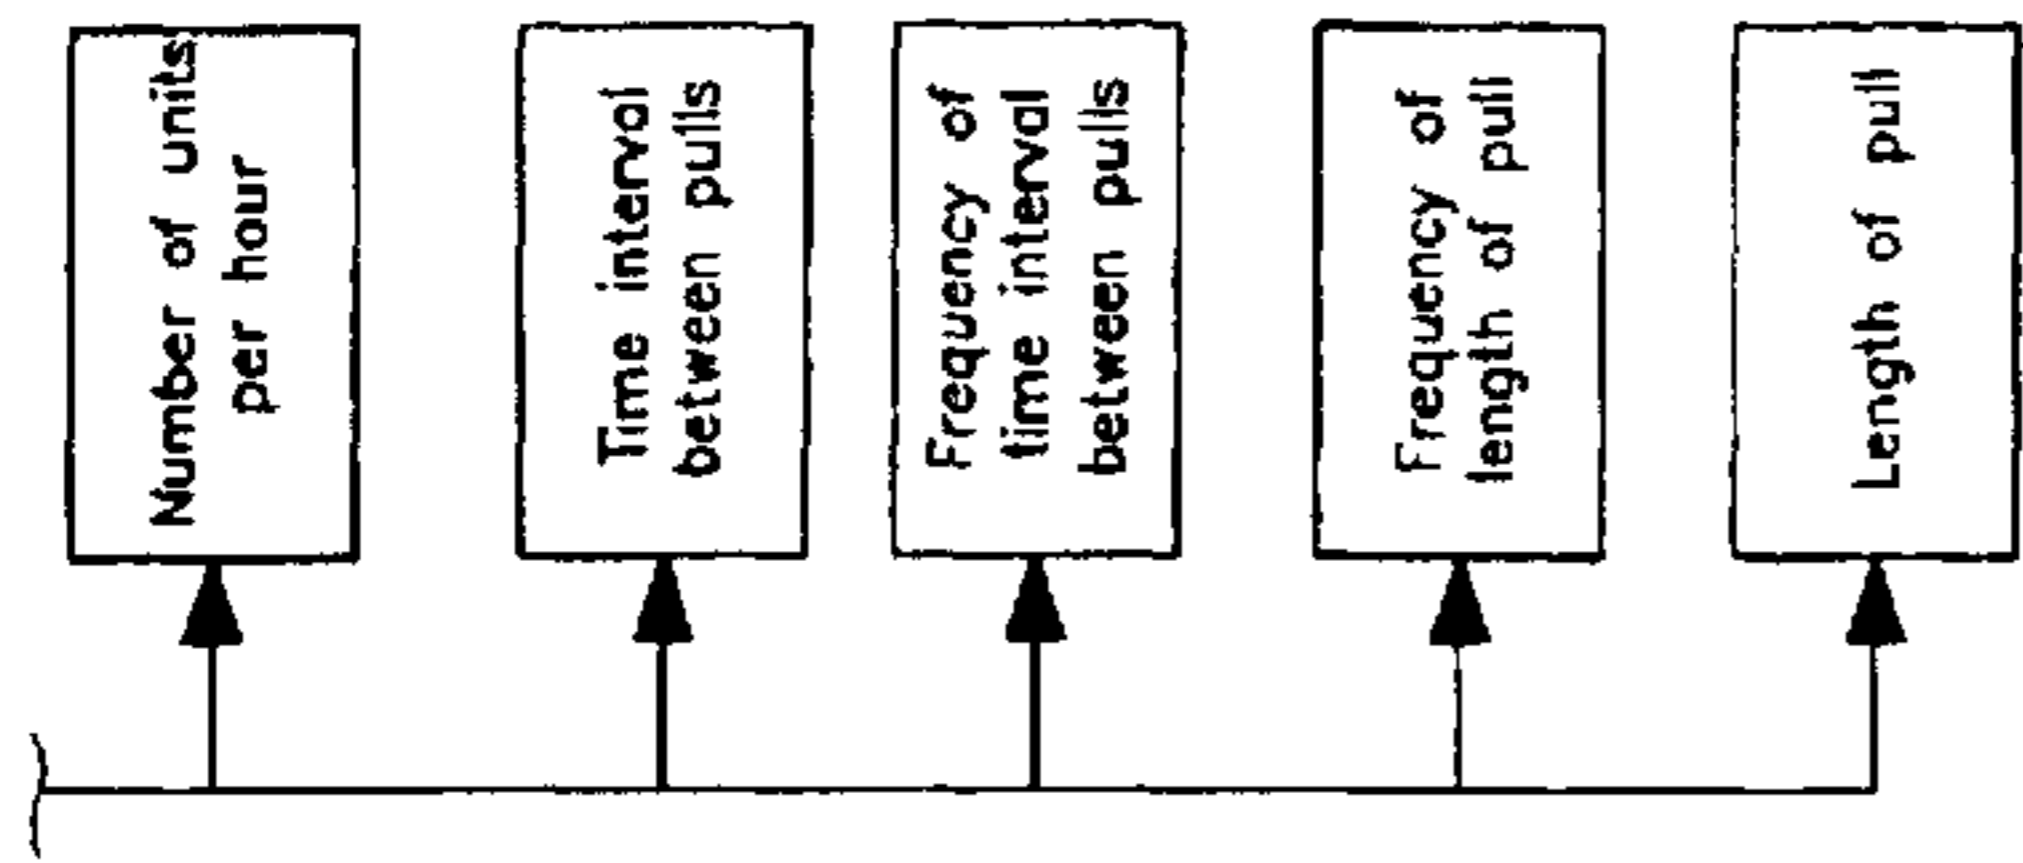 Number of units
per hour
Time interval
between pulls
Frequency of
time interval
between pulls
Frequency of
length of pull
Length of pull